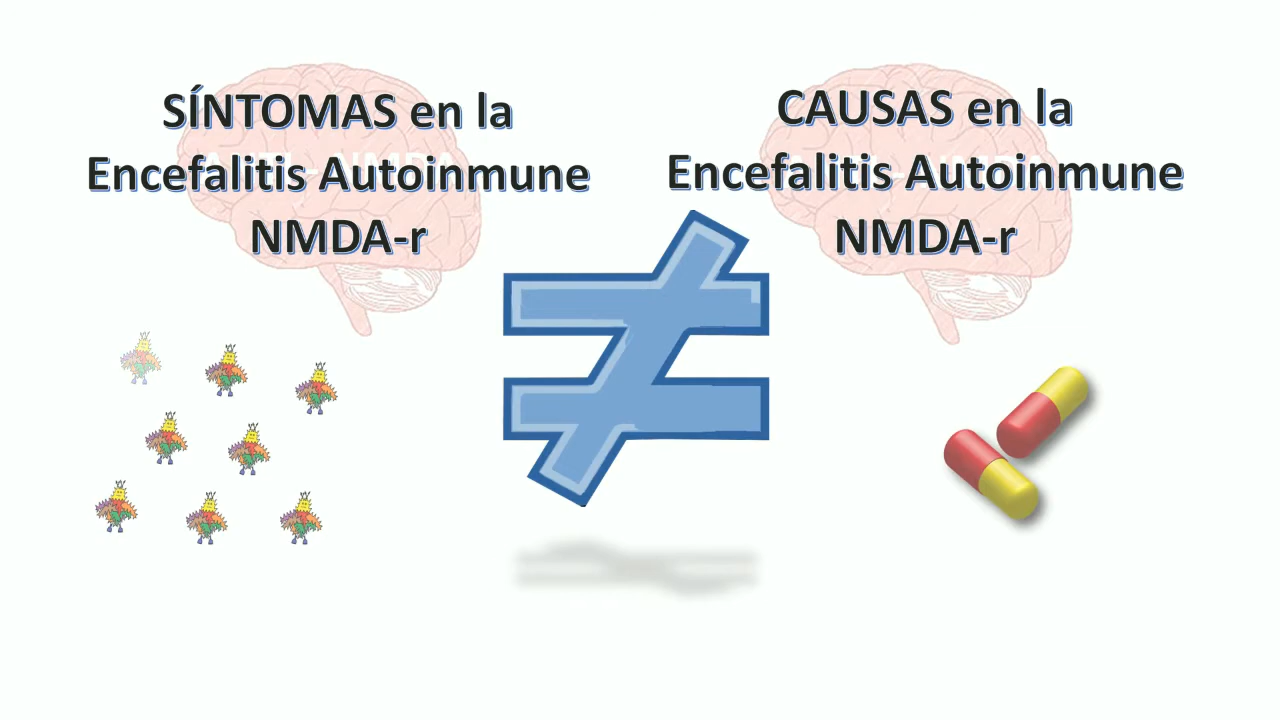 SÍNTOMAS en la
Encefalitis Autoinmune
NMDA-r
CAUSAS en la
Encefalitis Autoinmune
NMDA-r